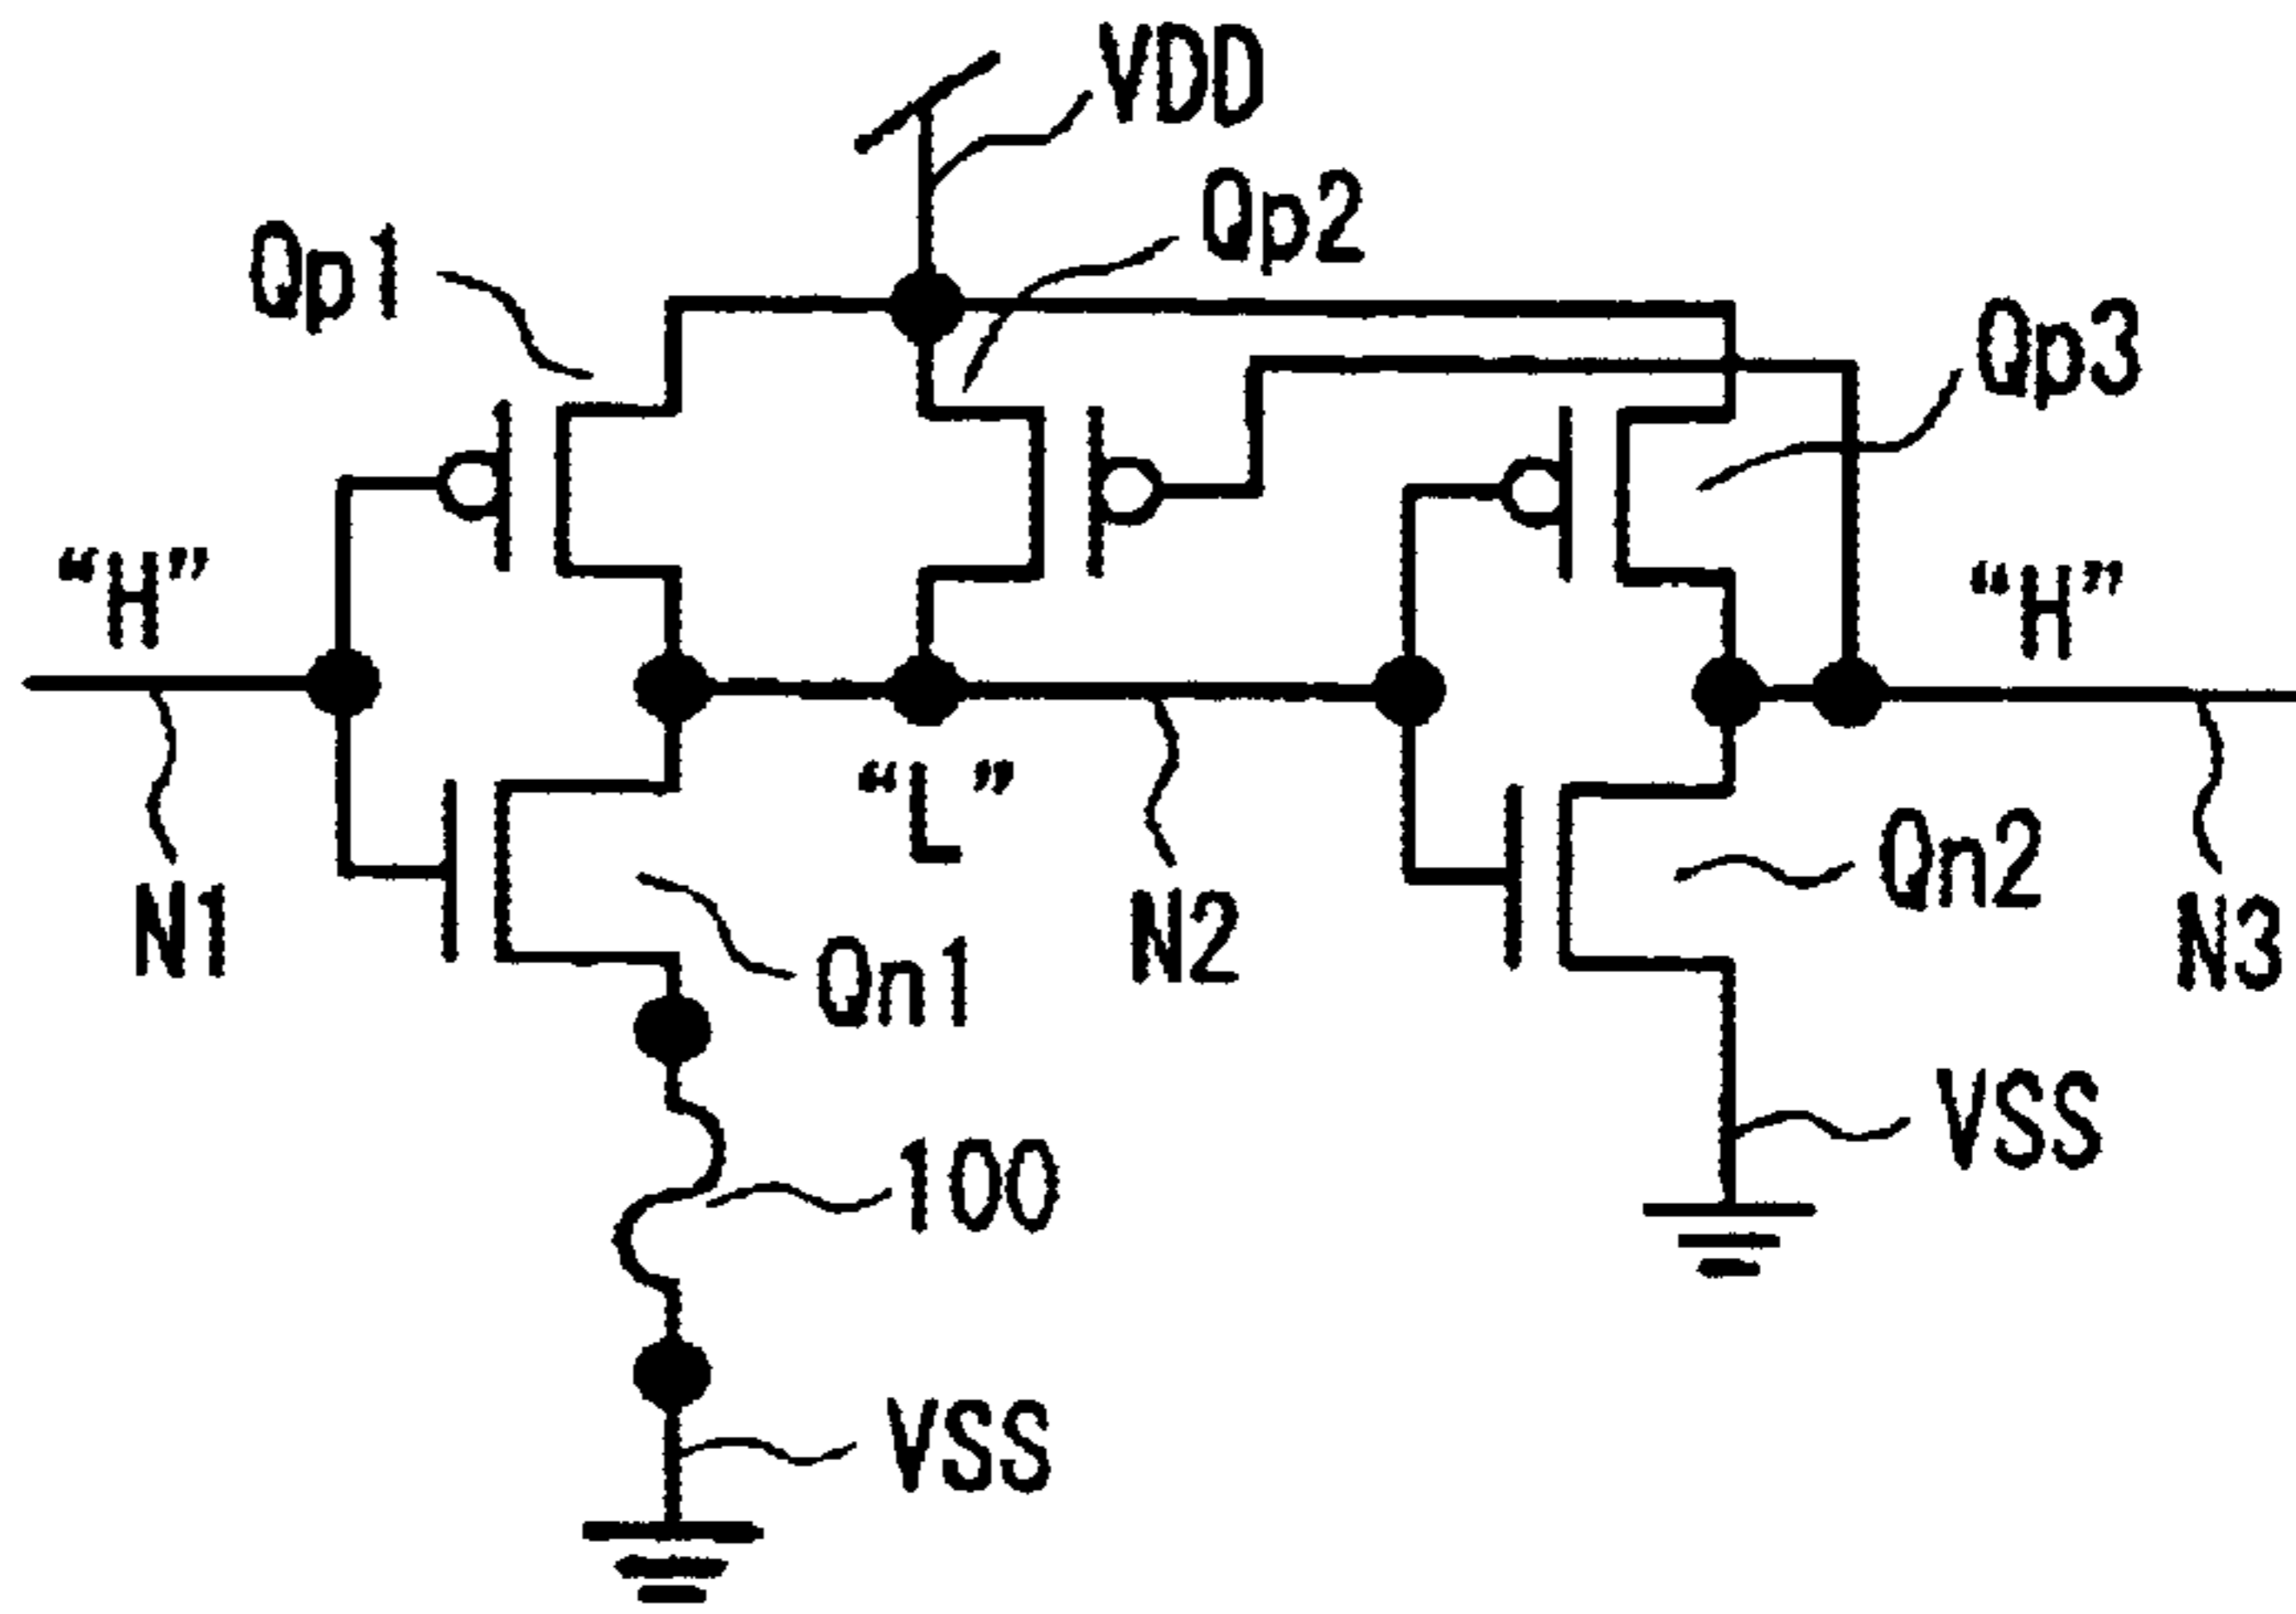 VDD
Qp2
Qp1
Qp3
“H”
“H”
“L”
Qn2
N1
N2
N3
Qn1
VSS
100
VSS